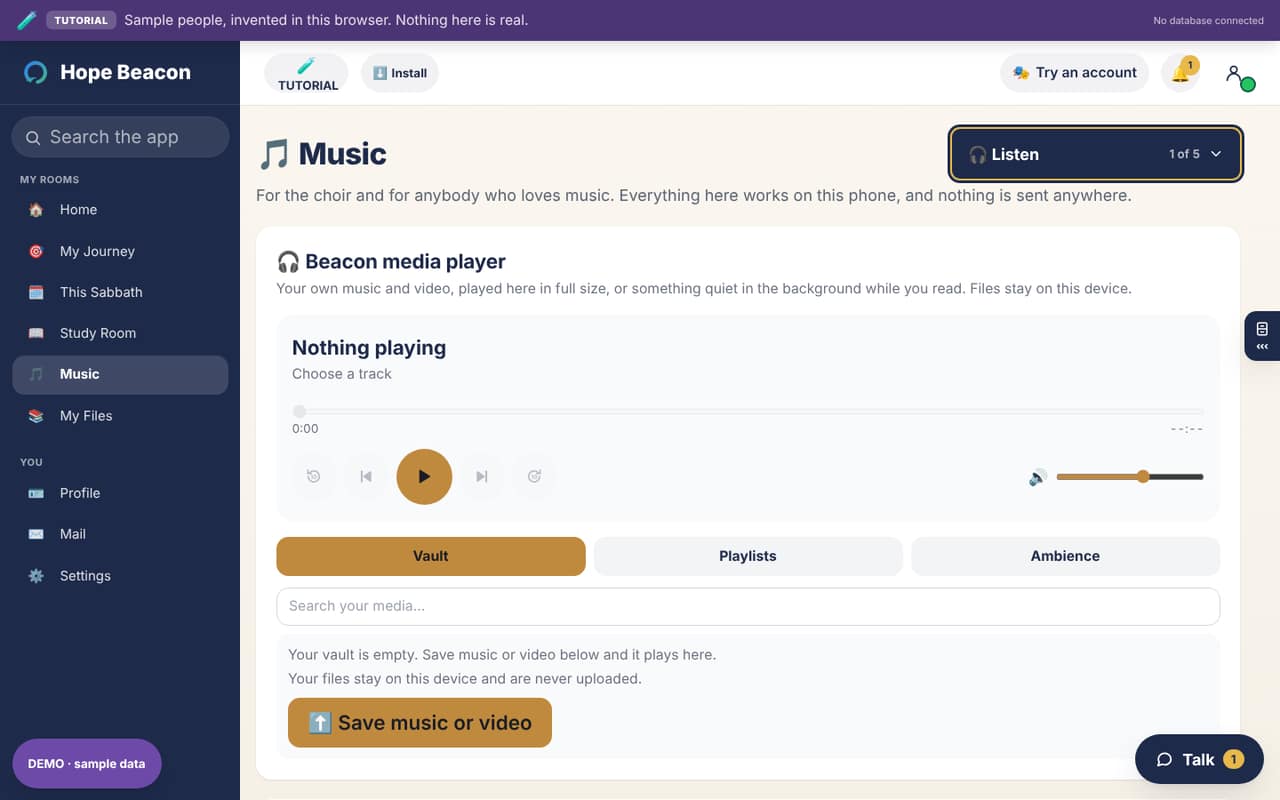 TUTORIAL Sample people, invented in this browser. Nothing here is real.
No database connected
Hope Beacon
Search the app
MY ROOMS
Home
My Journey
This Sabbath
Study Room
Music
My Files
YOU
Profile
Mail
Settings
DEMO · sample data
TUTORIAL
Install
Try an account
1
Music
Listen 1 of 5
For the choir and for anybody who loves music. Everything here works on this phone, and nothing is sent anywhere.
Beacon media player
Your own music and video, played here in full size, or something quiet in the background while you read. Files stay on this device.
Nothing playing
Choose a track
0:00 --:--
Vault Playlists Ambience
Search your media...
Your vault is empty. Save music or video below and it plays here.
Your files stay on this device and are never uploaded.
Save music or video
Talk 1